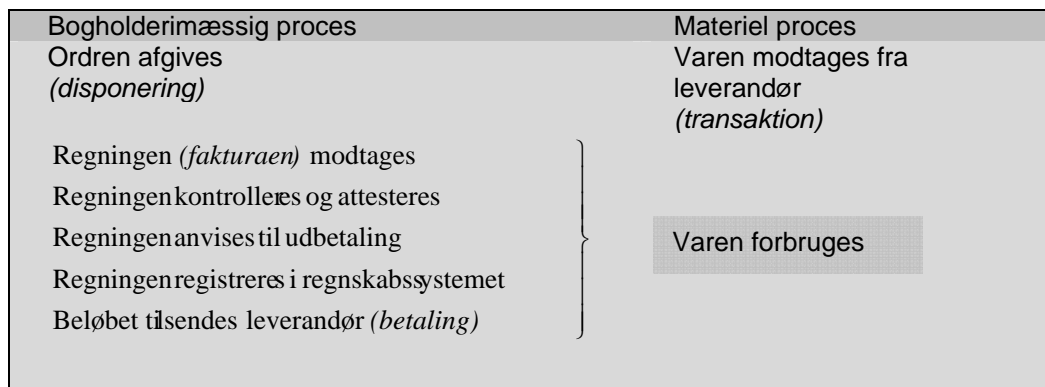 Bogholderimæssig proces
Materiel proces
Ordren afgives
(disponering)
Varen modtages fra
leverandør
(transaktion)
Regningen (fakturaen) modtages
Regningen kontrolleres og attesteres
Regningen anvises til udbetaling
Regningen registreres i regnskabssystemet
Beløbet tilsendes leverandør (betaling)
Varen forbruges